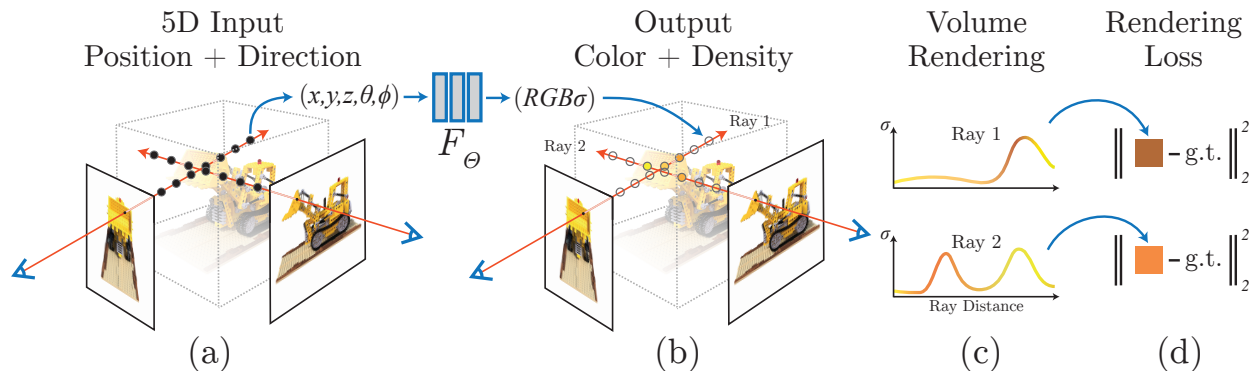 5D Input
Position + Direction
Output
Color + Density
Volume
Rendering
Rendering
Loss
(x,y,z,θ,ϕ)
F_Θ
(RGBσ)
Ray 1
Ray 2
σ
Ray 1
‖ - g.t. ‖₂²
σ
Ray 2
Ray Distance
‖ - g.t. ‖₂²
(a)
(b)
(c)
(d)